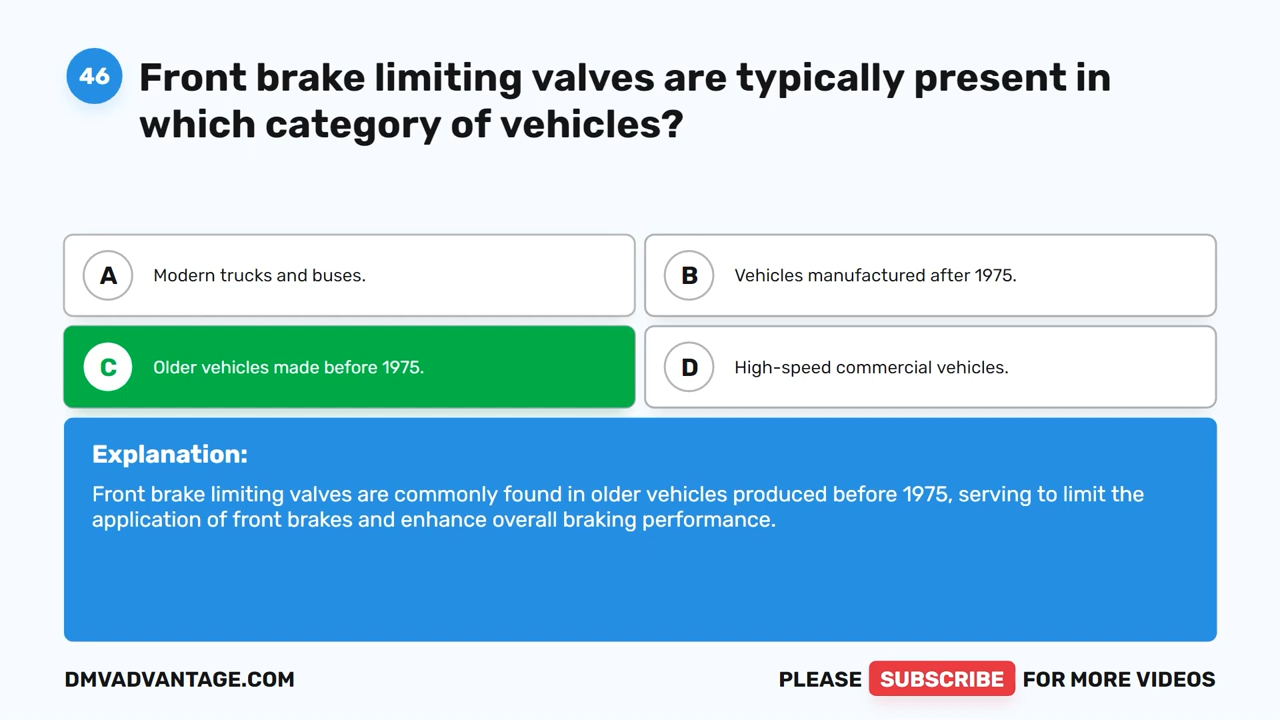 46
Front brake limiting valves are typically present in
which category of vehicles?
A Modern trucks and buses.
B Vehicles manufactured after 1975.
C Older vehicles made before 1975.
D High-speed commercial vehicles.
Explanation:
Front brake limiting valves are commonly found in older vehicles produced before 1975, serving to limit the
application of front brakes and enhance overall braking performance.
DMVADVANTAGE.COM
PLEASE SUBSCRIBE FOR MORE VIDEOS